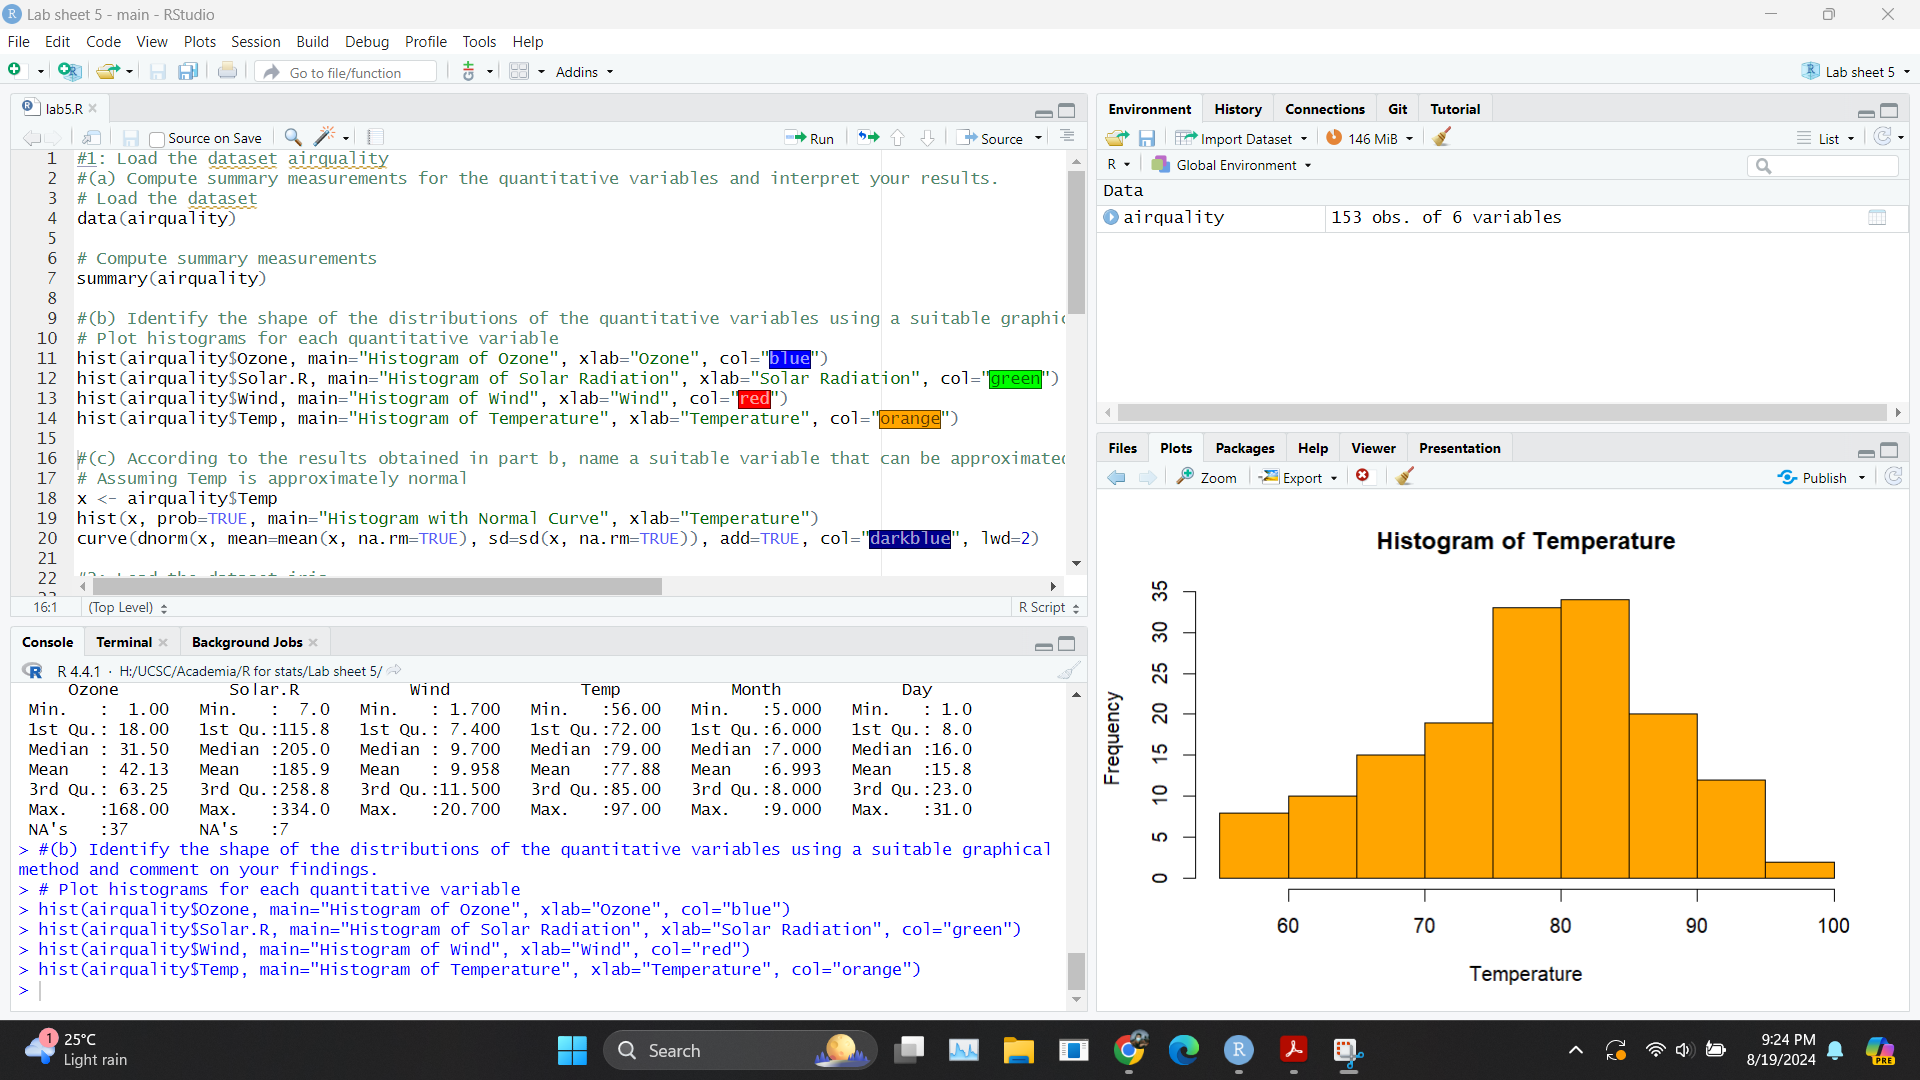 Lab sheet 5 - main - RStudio
File Edit Code View Plots Session Build Debug Profile Tools Help
Go to file/function Addins Lab sheet 5
lab5.R
Source on Save Run Source
1 #1: Load the dataset airquality
2 #(a) Compute summary measurements for the quantitative variables and interpret your results.
3 # Load the dataset
4 data(airquality)
5
6 # Compute summary measurements
7 summary(airquality)
8
9 #(b) Identify the shape of the distributions of the quantitative variables using a suitable graphic
10 # Plot histograms for each quantitative variable
11 hist(airquality$Ozone, main="Histogram of Ozone", xlab="Ozone", col="blue")
12 hist(airquality$Solar.R, main="Histogram of Solar Radiation", xlab="Solar Radiation", col="green")
13 hist(airquality$Wind, main="Histogram of Wind", xlab="Wind", col="red")
14 hist(airquality$Temp, main="Histogram of Temperature", xlab="Temperature", col="orange")
15
16 #(c) According to the results obtained in part b, name a suitable variable that can be approximated
17 # Assuming Temp is approximately normal
18 x <- airquality$Temp
19 hist(x, prob=TRUE, main="Histogram with Normal Curve", xlab="Temperature")
20 curve(dnorm(x, mean=mean(x, na.rm=TRUE), sd=sd(x, na.rm=TRUE)), add=TRUE, col="darkblue", lwd=2)
21
22 #2: Load the dataset iris
16:1 (Top Level) R Script
Console Terminal Background Jobs
R 4.4.1 · H:/UCSC/Academia/R for stats/Lab sheet 5/
Ozone Solar.R Wind Temp Month Day
Min. : 1.00 Min. : 7.0 Min. : 1.700 Min. :56.00 Min. :5.000 Min. : 1.0
1st Qu.: 18.00 1st Qu.:115.8 1st Qu.: 7.400 1st Qu.:72.00 1st Qu.:6.000 1st Qu.: 8.0
Median : 31.50 Median :205.0 Median : 9.700 Median :79.00 Median :7.000 Median :16.0
Mean : 42.13 Mean :185.9 Mean : 9.958 Mean :77.88 Mean :6.993 Mean :15.8
3rd Qu.: 63.25 3rd Qu.:258.8 3rd Qu.:11.500 3rd Qu.:85.00 3rd Qu.:8.000 3rd Qu.:23.0
Max. :168.00 Max. :334.0 Max. :20.700 Max. :97.00 Max. :9.000 Max. :31.0
NA's :37 NA's :7
> #(b) Identify the shape of the distributions of the quantitative variables using a suitable graphical
method and comment on your findings.
> # Plot histograms for each quantitative variable
> hist(airquality$Ozone, main="Histogram of Ozone", xlab="Ozone", col="blue")
> hist(airquality$Solar.R, main="Histogram of Solar Radiation", xlab="Solar Radiation", col="green")
> hist(airquality$Wind, main="Histogram of Wind", xlab="Wind", col="red")
> hist(airquality$Temp, main="Histogram of Temperature", xlab="Temperature", col="orange")
>
Environment History Connections Git Tutorial
Import Dataset 146 MiB List
R Global Environment
Data
airquality 153 obs. of 6 variables
Files Plots Packages Help Viewer Presentation
Zoom Export Publish
Histogram of Temperature
Frequency
35
30
25
20
15
10
5
0
60 70 80 90 100
Temperature
1
25°C
Light rain
Search
9:24 PM
8/19/2024
PRE